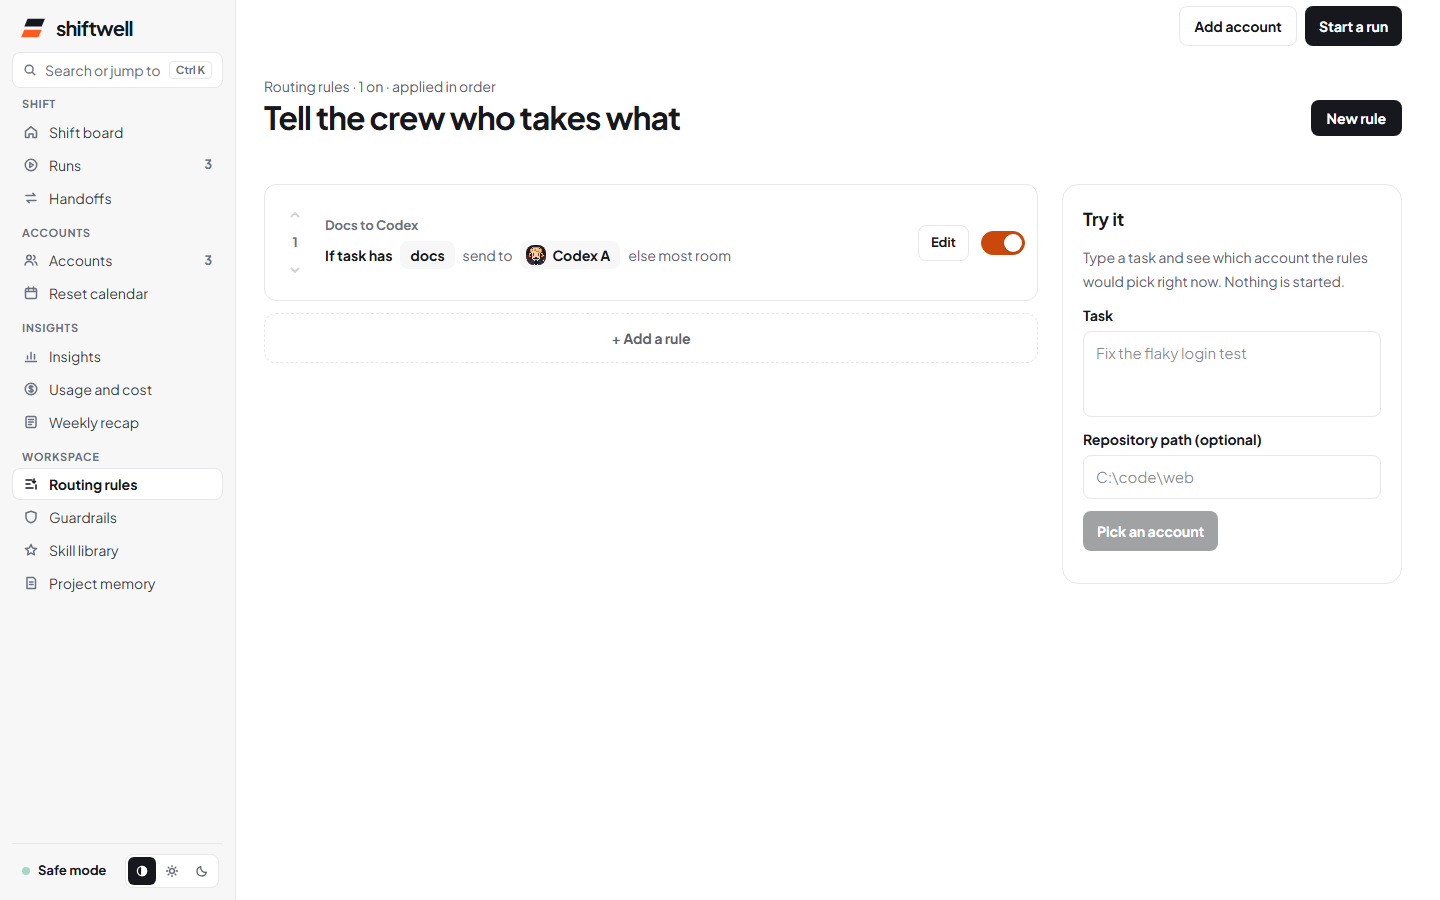 shiftwell
Search or jump to
Ctrl K
SHIFT
Shift board
Runs 3
Handoffs
ACCOUNTS
Accounts 3
Reset calendar
INSIGHTS
Insights
Usage and cost
Weekly recap
WORKSPACE
Routing rules
Guardrails
Skill library
Project memory
Safe mode
Add account
Start a run
Routing rules · 1 on · applied in order
Tell the crew who takes what
New rule
1
Docs to Codex
If task has docs send to Codex A else most room
Edit
+ Add a rule
Try it
Type a task and see which account the rules
would pick right now. Nothing is started.
Task
Fix the flaky login test
Repository path (optional)
C:\code\web
Pick an account